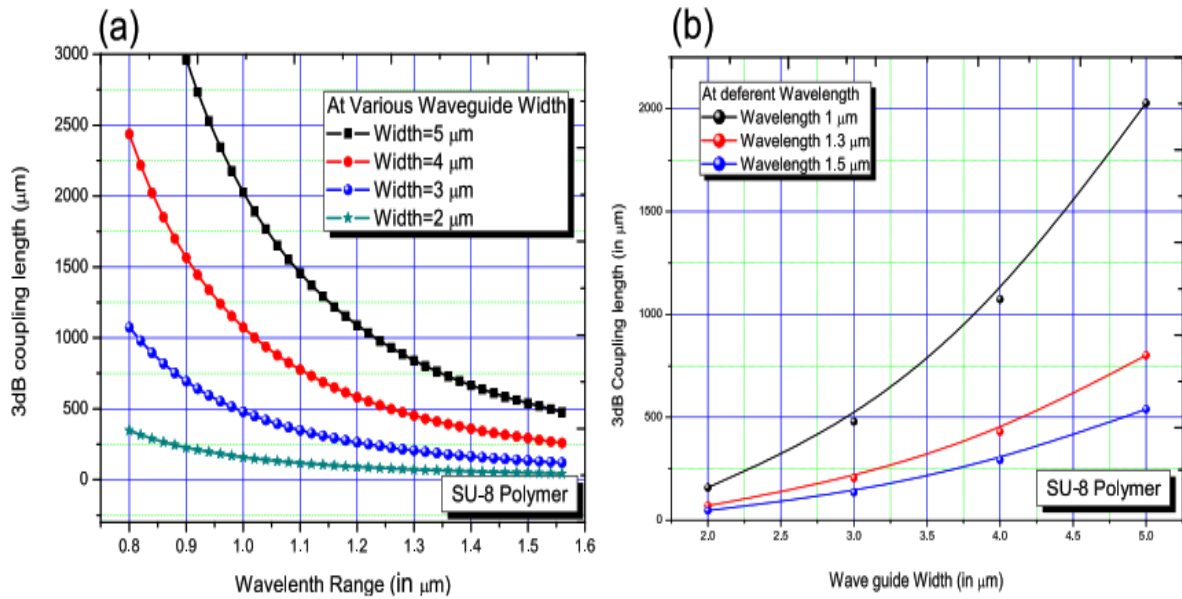 (a)
3000
2500
2000
1500
1000
500
0
3dB coupling length (μm)
At Various Waveguide Width
Width=5 μm
Width=4 μm
Width=3 μm
Width=2 μm
SU-8 Polymer
0.8 0.9 1.0 1.1 1.2 1.3 1.4 1.5 1.6
Wavelenth Range (in μm)
(b)
2000
1500
1000
500
0
3dB Coupling length (in μm)
At deferent Wavelength
Wavelength 1 μm
Wavelength 1.3 μm
Wavelength 1.5 μm
SU-8 Polymer
2.0 2.5 3.0 3.5 4.0 4.5 5.0
Wave guide Width (in μm)